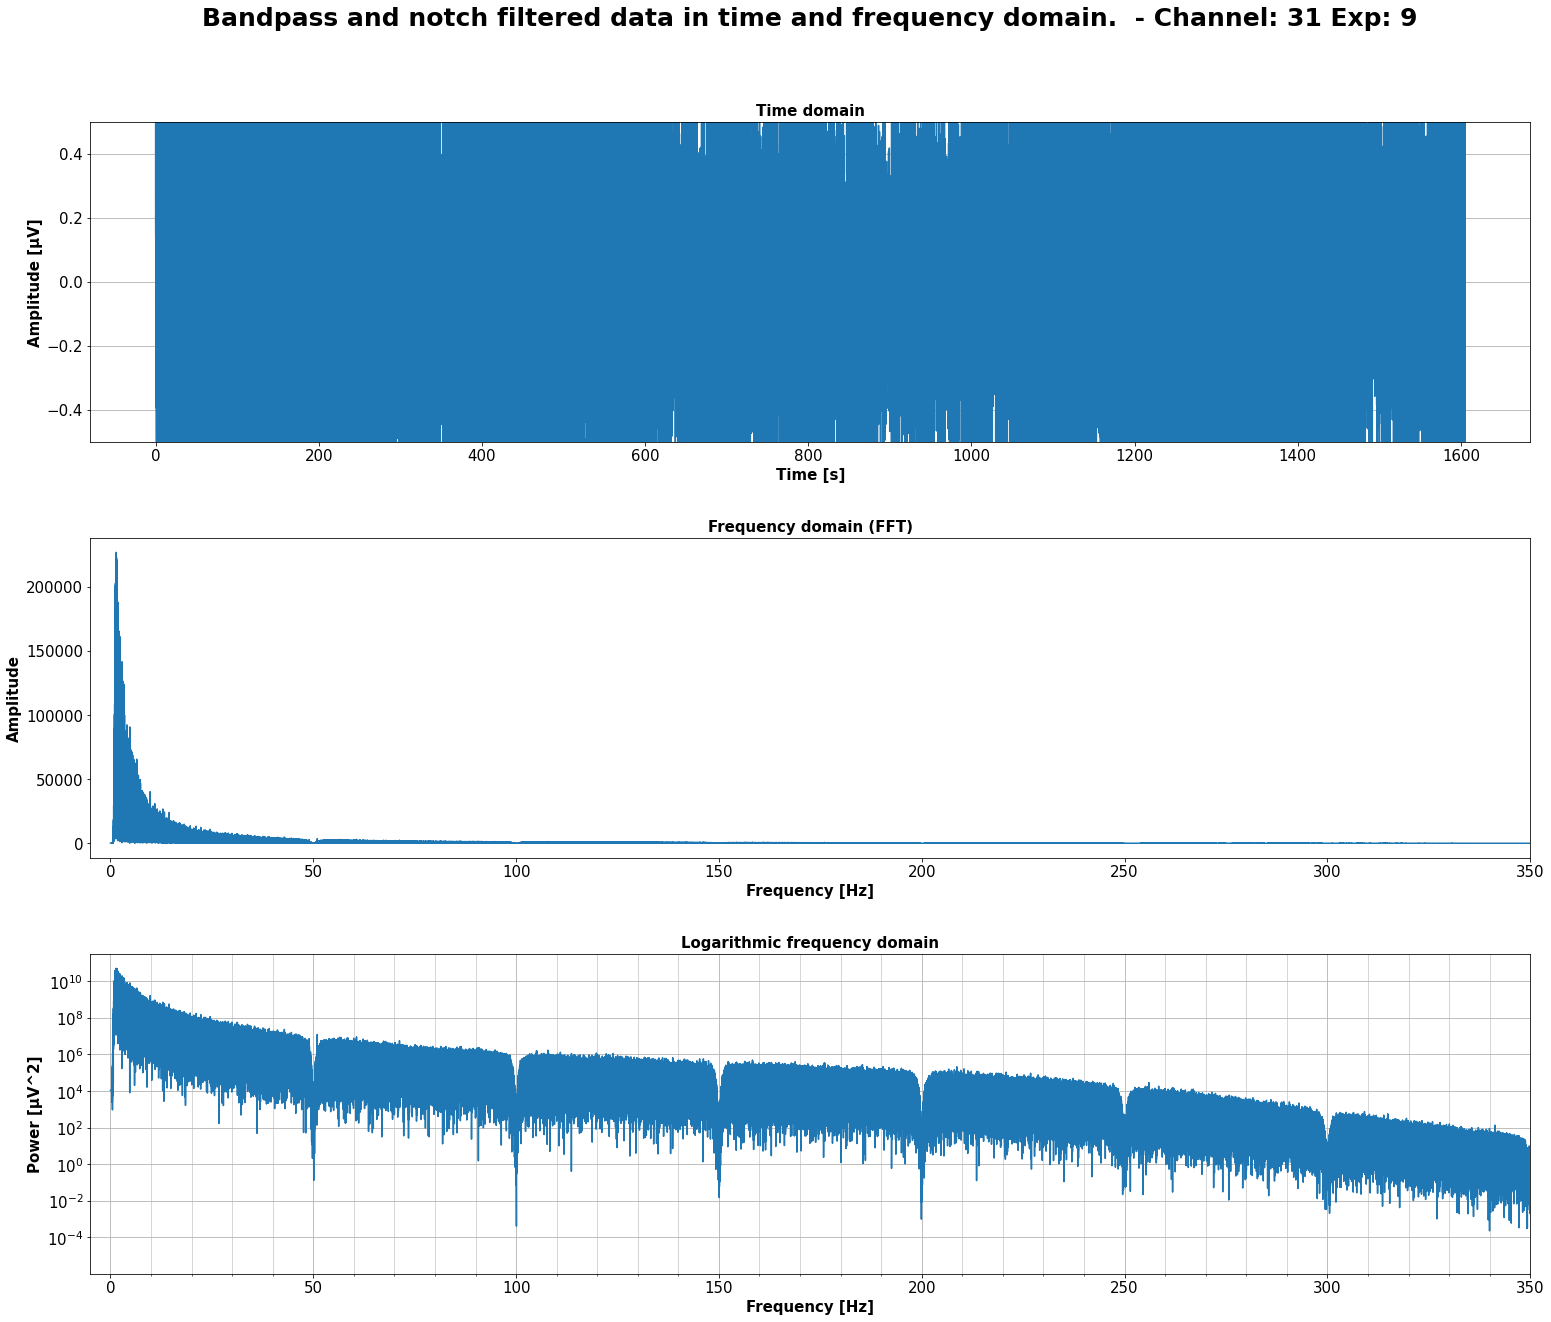 Bandpass and notch filtered data in time and frequency domain.  - Channel: 31 Exp: 9
Time domain
Amplitude [µV]
0.4
0.2
0.0
−0.2
−0.4
0 200 400 600 800 1000 1200 1400 1600
Time [s]
Frequency domain (FFT)
Amplitude
200000
150000
100000
50000
0
0 50 100 150 200 250 300 350
Frequency [Hz]
Logarithmic frequency domain
Power [µV^2]
10^10
10^8
10^6
10^4
10^2
10^0
10^−2
10^−4
0 50 100 150 200 250 300 350
Frequency [Hz]